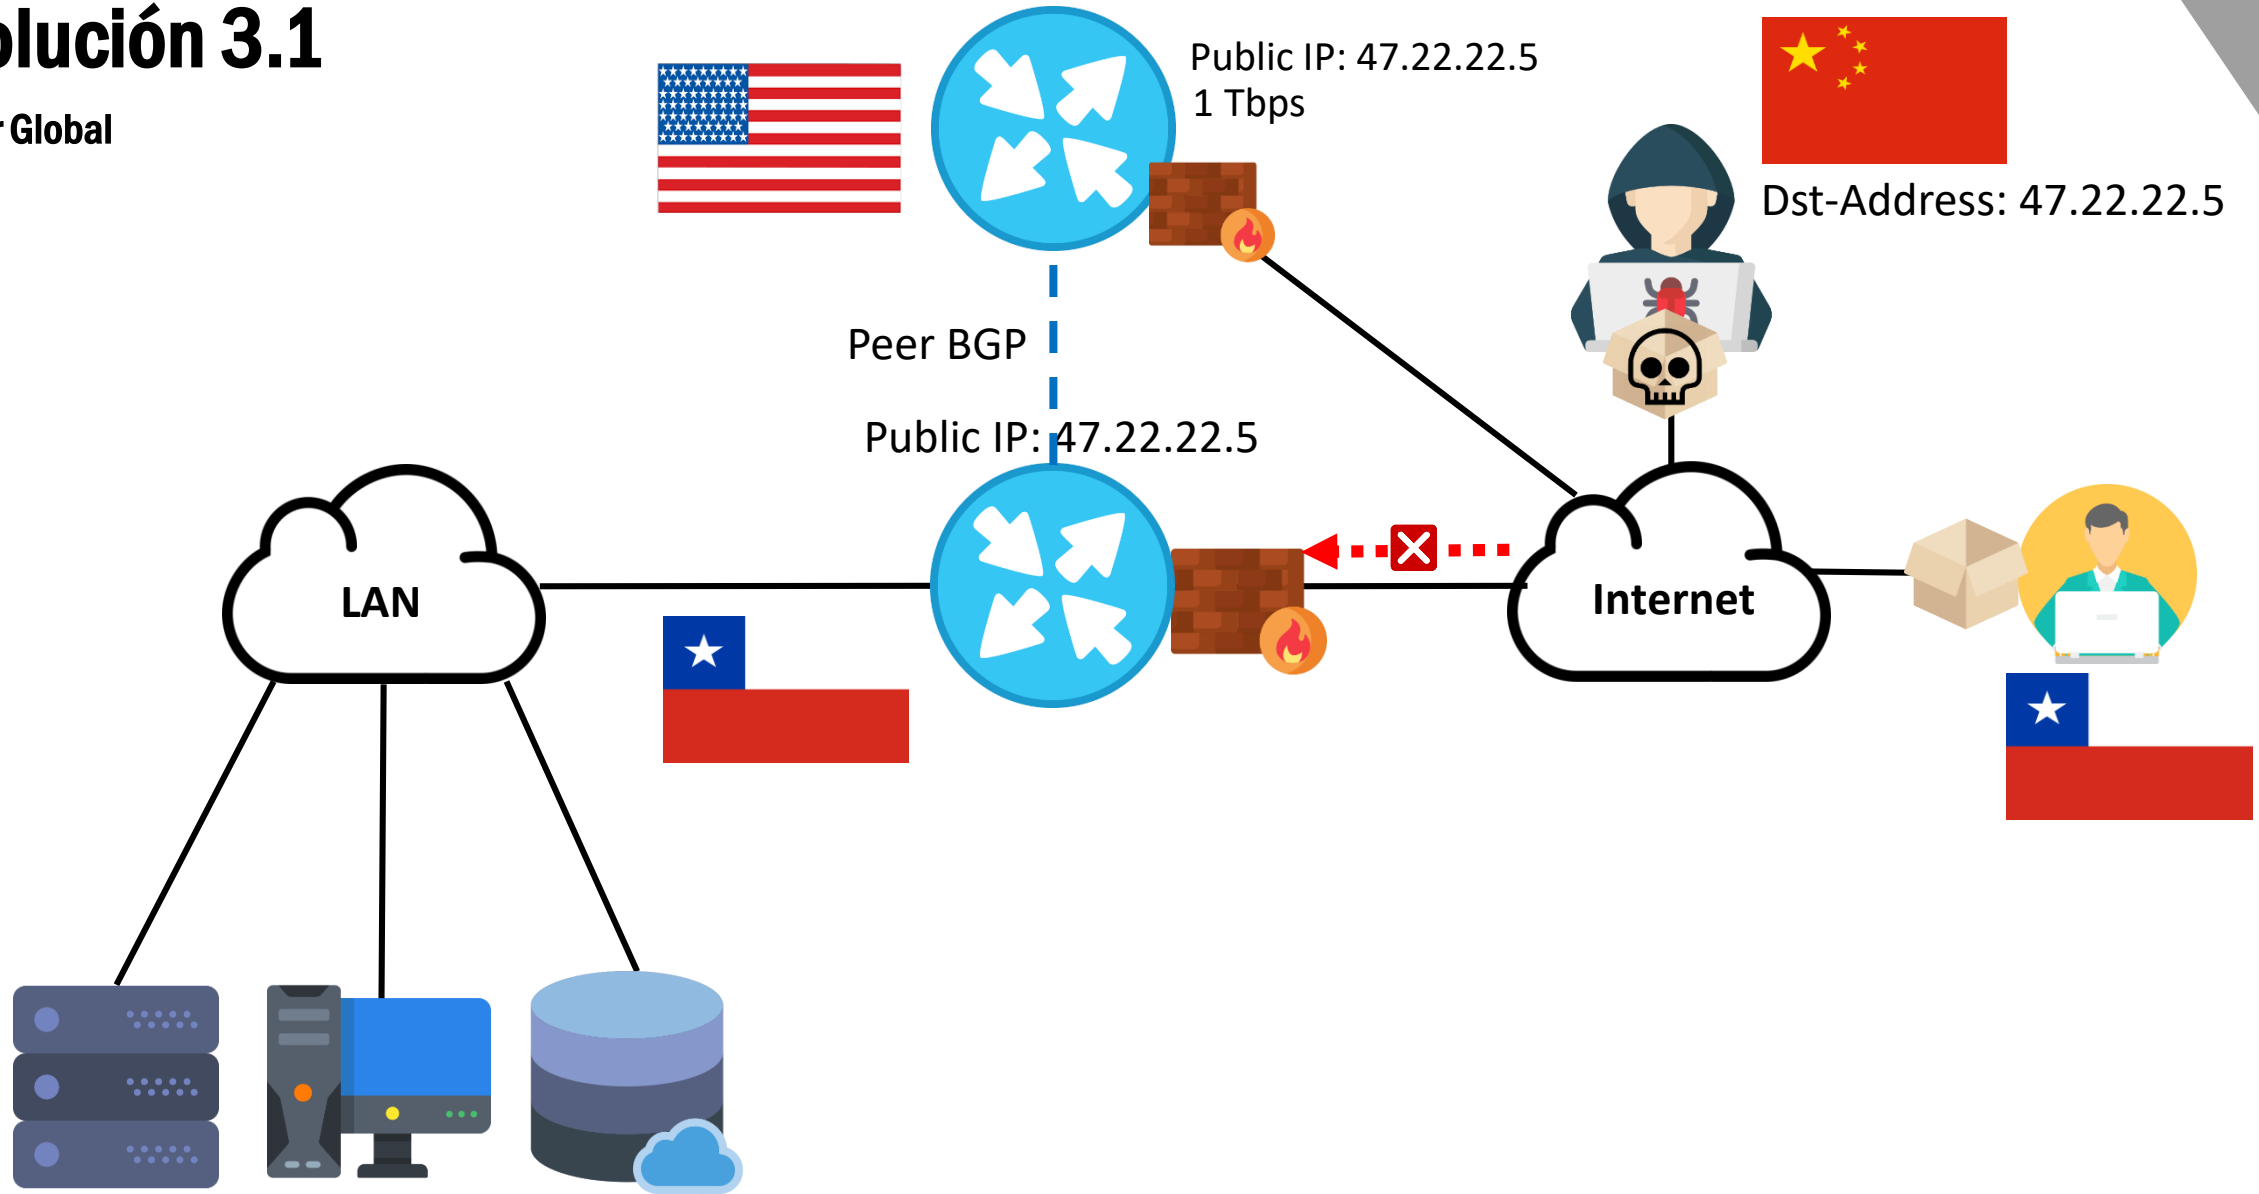 olución 3.1
r Global
Public IP: 47.22.22.5
1 Tbps
Dst-Address: 47.22.22.5
Peer BGP
Public IP: 47.22.22.5
LAN
Internet